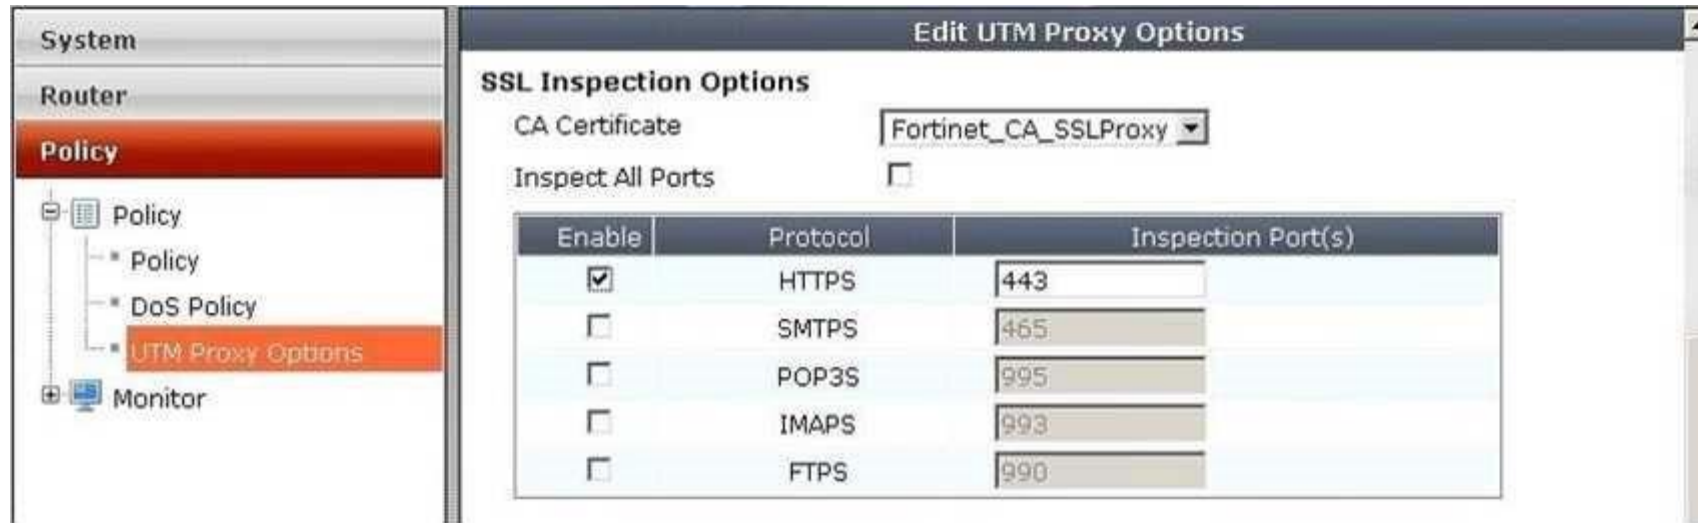 System
Router
Policy
Policy
Policy
DoS Policy
UTM Proxy Options
Monitor
Edit UTM Proxy Options
SSL Inspection Options
CA Certificate Fortinet_CA_SSLProxy
Inspect All Ports
Enable Protocol Inspection Port(s)
HTTPS 443
SMTPS 465
POP3S 995
IMAPS 993
FTPS 990